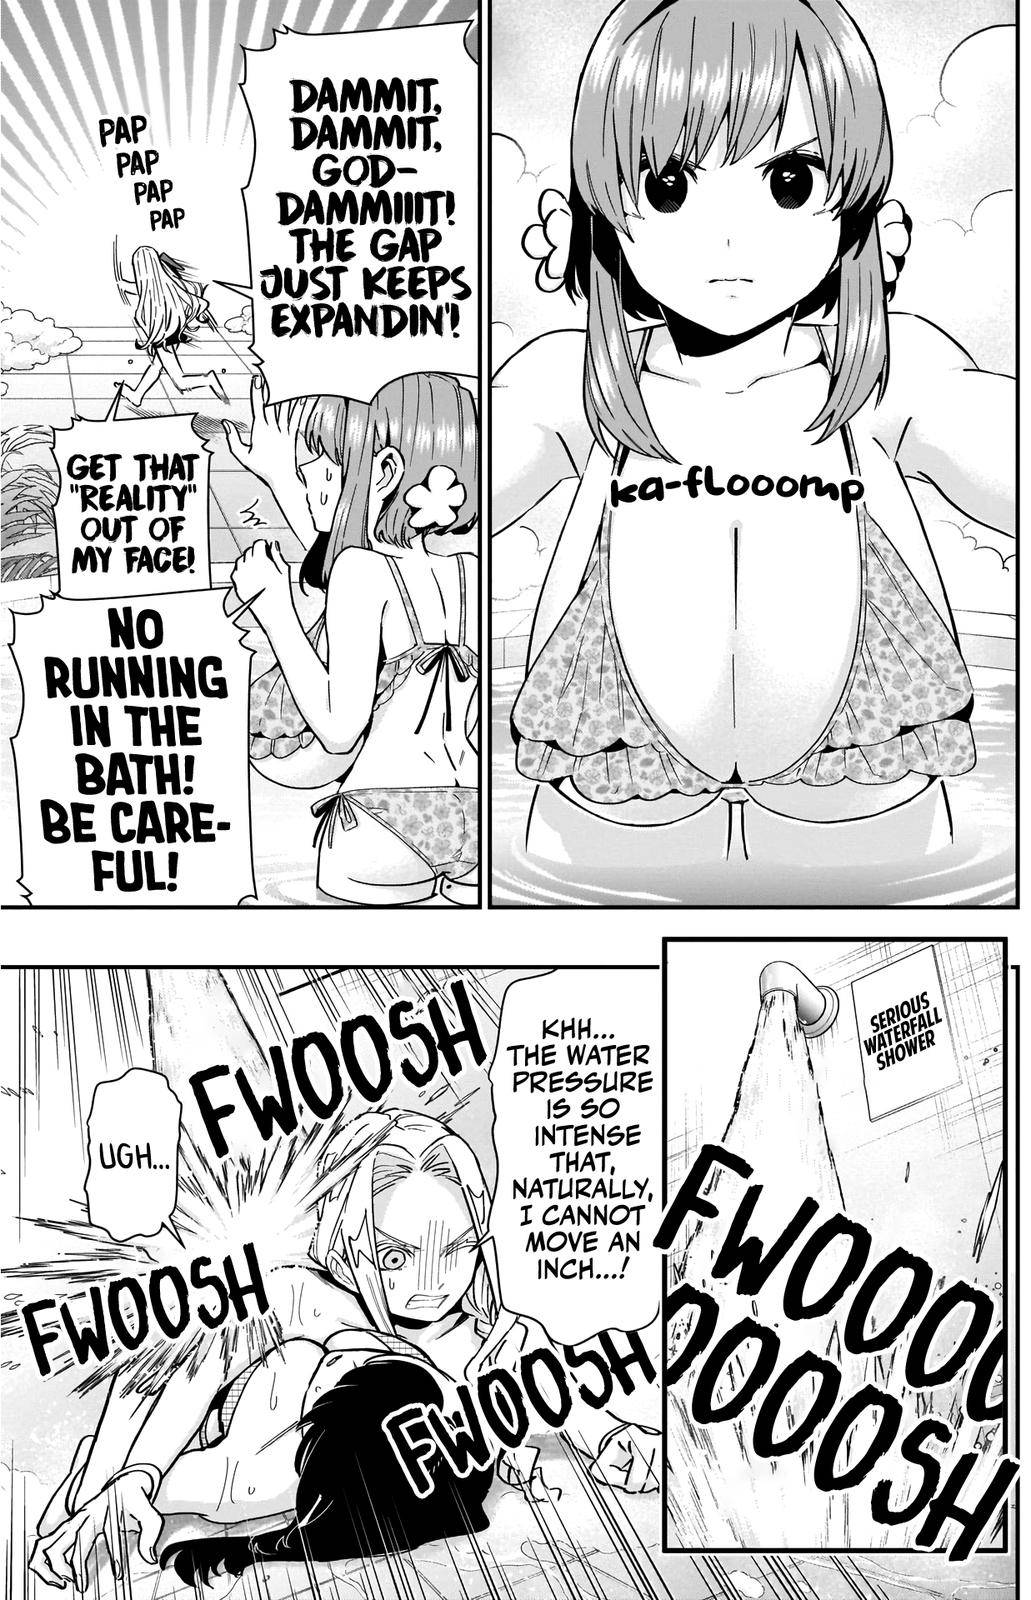 ka-fLooomp
DAMMIT,
DAMMIT,
GOD-
DAMMIIIT!
THE GAP
JUST KEEPS
EXPANDIN'!
PAP
PAP
PAP
PAP
GET THAT
"REALITY"
OUT OF
MY FACE!
NO
RUNNING
IN THE
BATH!
BE CARE-
FUL!
SERIOUS
WATERFALL
SHOWER
FWOOOO
OOOOOSH
KHH...
THE WATER
PRESSURE
IS SO
INTENSE
THAT,
NATURALLY,
I CANNOT
MOVE AN
INCH...!
FWOOSH
UGH...
FWOOSH
FWOOSH